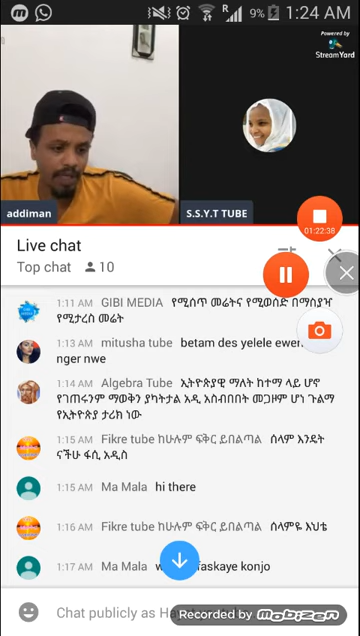 R 9% 1:24 AM
Powered by
StreamYard
addiman
S.S.Y.T TUBE
01:22:38
Live chat
Top chat 10
1:11 AM GIBI MEDIA የሚሰጥ መሬትና የሚወሰድ በማስያዣ
የሚታረስ መሬት
1:13 AM mitusha tube betam des yelele
nger nwe
1:14 AM Algebra Tube ኢትዮጵያዊ ማለት ከተማ ላይ ሆኖ
የገጠሩንም ማወቅን ያካትታል አዲ አስብበበት መጋዞም ሆነ ጉልማ
የኢትዮጵያ ታሪክ ነው
1:15 AM Fikre tube ከሁሉም ፍቅር ይበልጣል ሰላም እንዴት
ናችሁ ፋሲ አዲስ
1:15 AM Ma Mala hi there
1:16 AM Fikre tube ከሁሉም ፍቅር ይበልጣል ሰላምዬ እህቴ
1:17 AM Ma Mala faskaye konjo
Chat publicly as
Recorded by mobizen